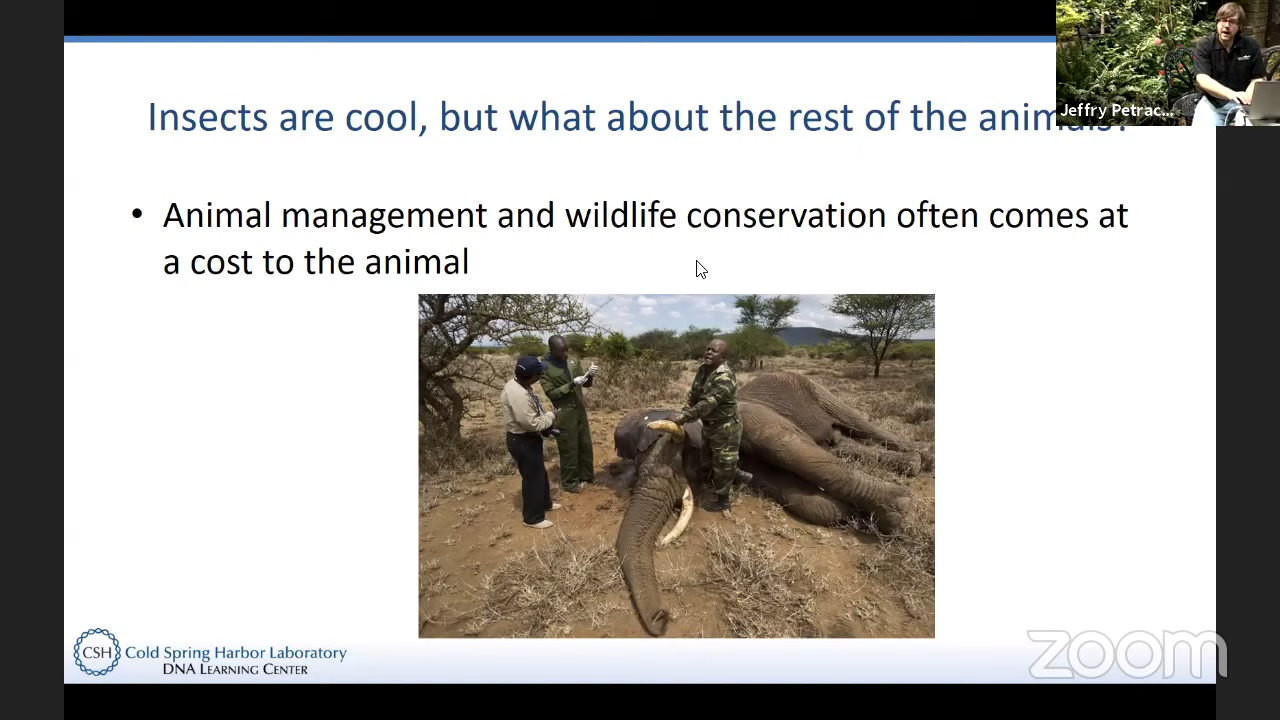 Insects are cool, but what about the rest of the animals?
Jeffry Petrac...
• Animal management and wildlife conservation often comes at
a cost to the animal
CSH Cold Spring Harbor Laboratory
DNA LEARNING CENTER
zoom